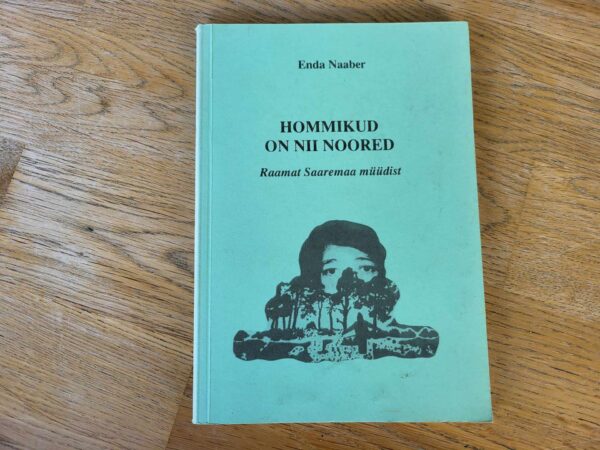 Enda Naaber
HOMMIKUD
ON NII NOORED
Raamat Saaremaa müüdist